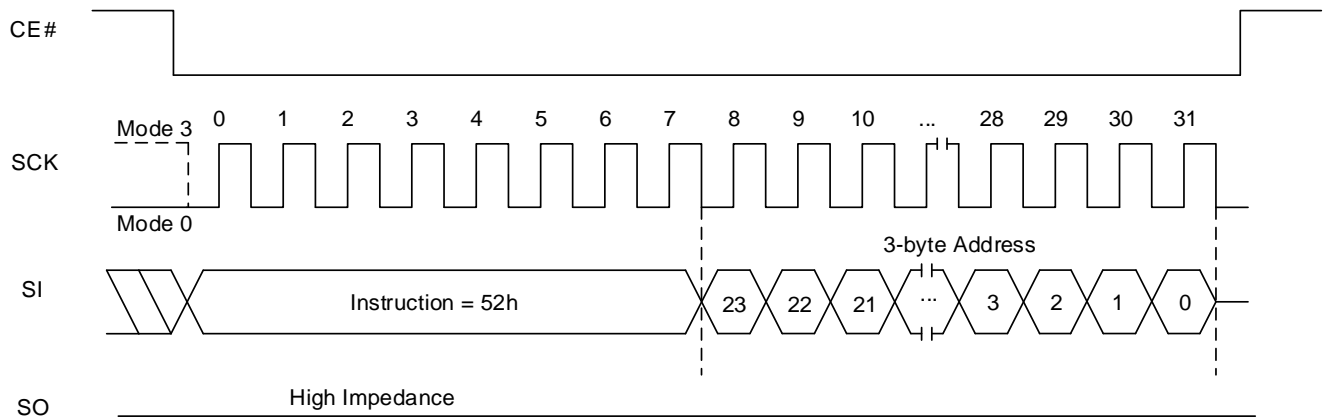 CE#
SCK
Mode 3
Mode 0
0 1 2 3 4 5 6 7 8 9 10 ... 28 29 30 31
3-byte Address
SI
Instruction = 52h
23 22 21 ... 3 2 1 0
SO
High Impedance